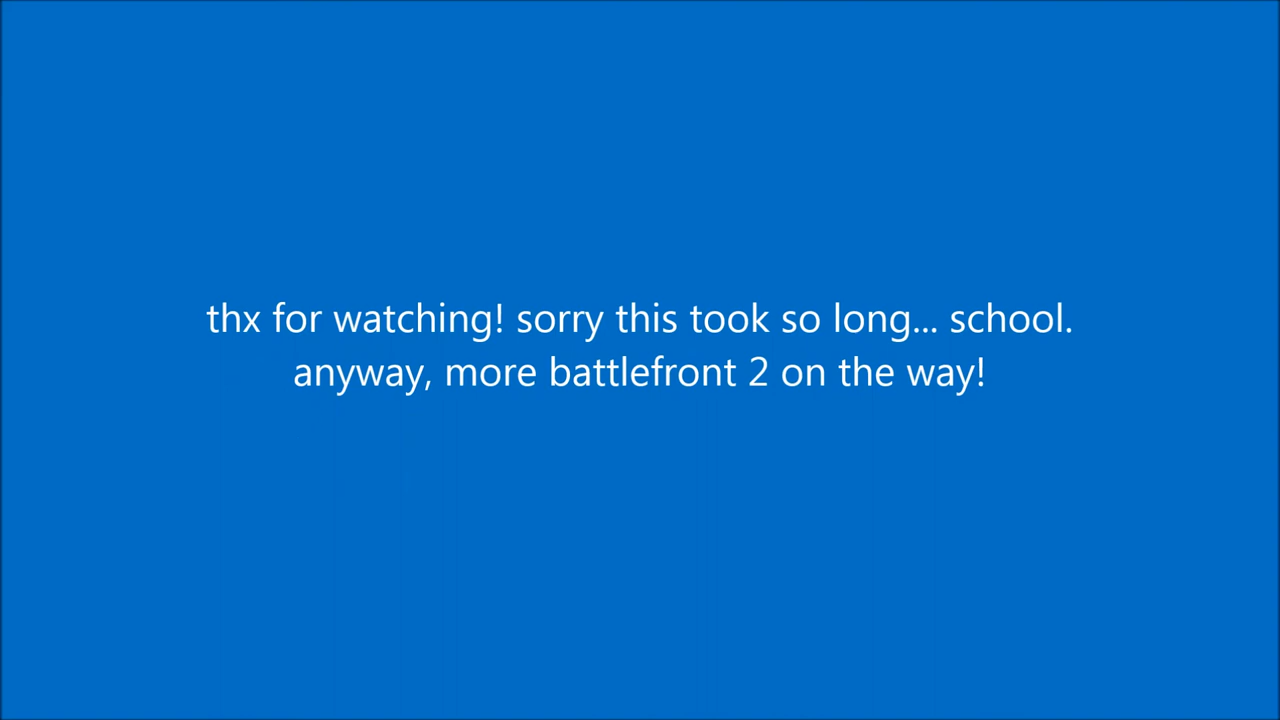 thx for watching! sorry this took so long... school.
anyway, more battlefront 2 on the way!